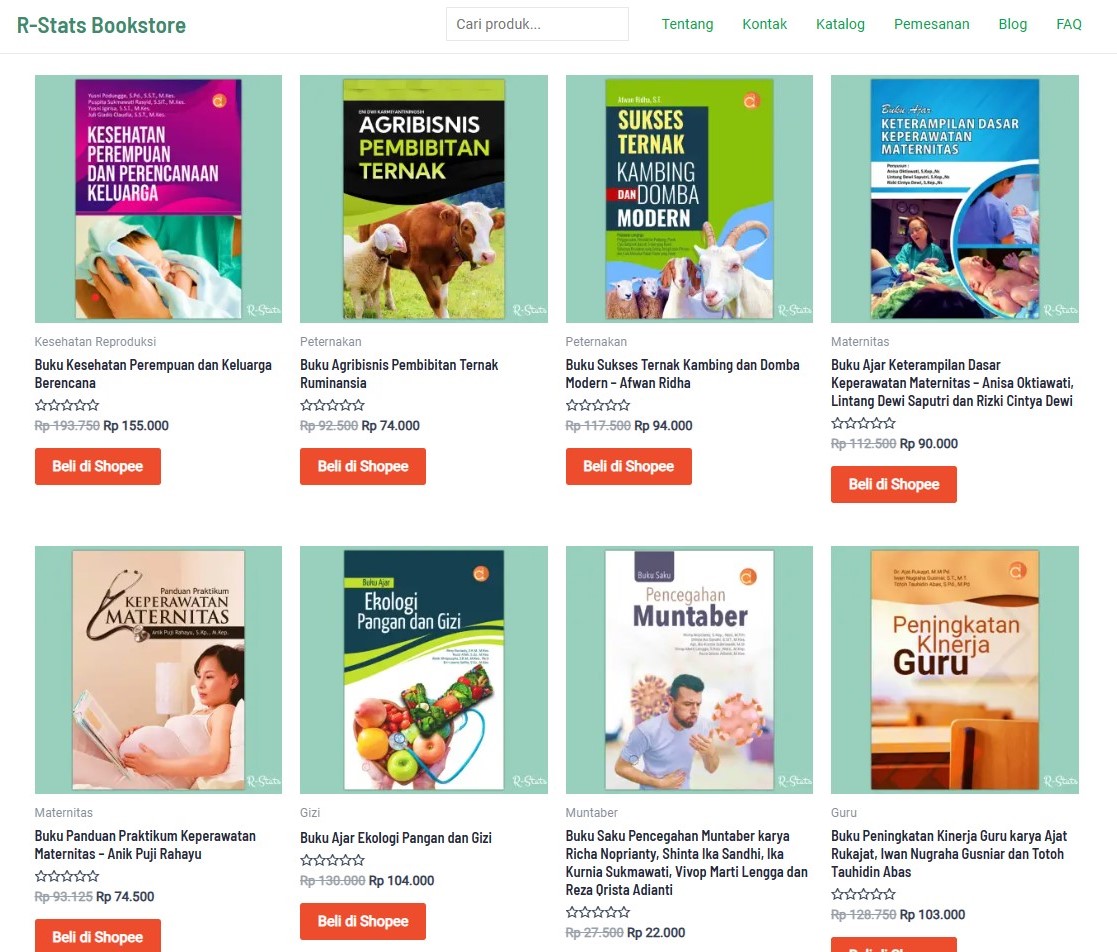 R-Stats Bookstore
Cari produk...
Tentang
Kontak
Katalog
Pemesanan
Blog
FAQ
Yusni Podungge, S.Pd., S.S.T., M.Kes.
Puspita Sukmawati Rasyid, S.SiT., M.Kes.
Yusni Igirisa, S.S.T., M.Kes.
Juli Gladis Claudia, S.S.T., M.Kes.
KESEHATAN
PEREMPUAN
DAN PERENCANAAN
KELUARGA
R-Stats
AGRIBISNIS
PEMBIBITAN
TERNAK
R-Stats
Afwan Ridha, S.T.
SUKSES
TERNAK
KAMBING
DAN DOMBA
MODERN
R-Stats
Buku Ajar
KETERAMPILAN DASAR
KEPERAWATAN
MATERNITAS
Penyusun :
Anisa Oktiawati, S.Kep.,Ns
Lintang Dewi Saputri, S.Kep.,Ns
Rizki Cintya Dewi, S.Kep.,Ns
R-Stats
Kesehatan Reproduksi
Buku Kesehatan Perempuan dan Keluarga
Berencana
Rp 193.750 Rp 155.000
Beli di Shopee
Peternakan
Buku Agribisnis Pembibitan Ternak
Ruminansia
Rp 92.500 Rp 74.000
Beli di Shopee
Peternakan
Buku Sukses Ternak Kambing dan Domba
Modern – Afwan Ridha
Rp 117.500 Rp 94.000
Beli di Shopee
Maternitas
Buku Ajar Keterampilan Dasar
Keperawatan Maternitas – Anisa Oktiawati,
Lintang Dewi Saputri dan Rizki Cintya Dewi
Rp 112.500 Rp 90.000
Beli di Shopee
Panduan Praktikum
KEPERAWATAN
MATERNITAS
Anik Puji Rahayu, S.Kp., M.Kep.
R-Stats
Buku Ajar
Ekologi
Pangan dan Gizi
R-Stats
Buku Saku
Pencegahan
Muntaber
R-Stats
Dr. Ajat Rukajat, M.M.Pd.
Iwan Nugraha Gusniar, S.T., M.T.
Totoh Tauhidin Abas, S.Pd., M.Pd.
Peningkatan
Kinerja
Guru
R-Stats
Maternitas
Buku Panduan Praktikum Keperawatan
Maternitas – Anik Puji Rahayu
Rp 93.125 Rp 74.500
Beli di Shopee
Gizi
Buku Ajar Ekologi Pangan dan Gizi
Rp 130.000 Rp 104.000
Beli di Shopee
Muntaber
Buku Saku Pencegahan Muntaber karya
Richa Noprianty, Shinta Ika Sandhi, Ika
Kurnia Sukmawati, Vivop Marti Lengga dan
Reza Qrista Adianti
Rp 27.500 Rp 22.000
Guru
Buku Peningkatan Kinerja Guru karya Ajat
Rukajat, Iwan Nugraha Gusniar dan Totoh
Tauhidin Abas
Rp 128.750 Rp 103.000